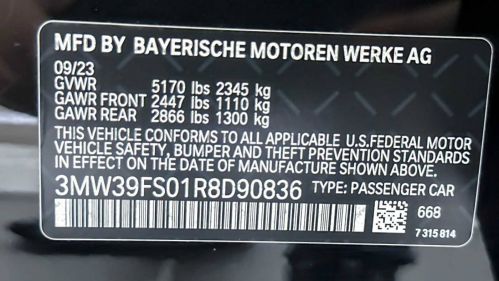 MFD BY BAYERISCHE MOTOREN WERKE AG
09/23
GVWR 5170 lbs 2345 kg
GAWR FRONT 2447 lbs 1110 kg
GAWR REAR 2866 lbs 1300 kg
THIS VEHICLE CONFORMS TO ALL APPLICABLE U.S.FEDERAL MOTOR
VEHICLE SAFETY, BUMPER AND THEFT PREVENTION STANDARDS
IN EFFECT ON THE DATE OF MANUFACTURE SHOWN ABOVE.
3MW39FS01R8D90836 TYPE: PASSENGER CAR
668
7 315 814